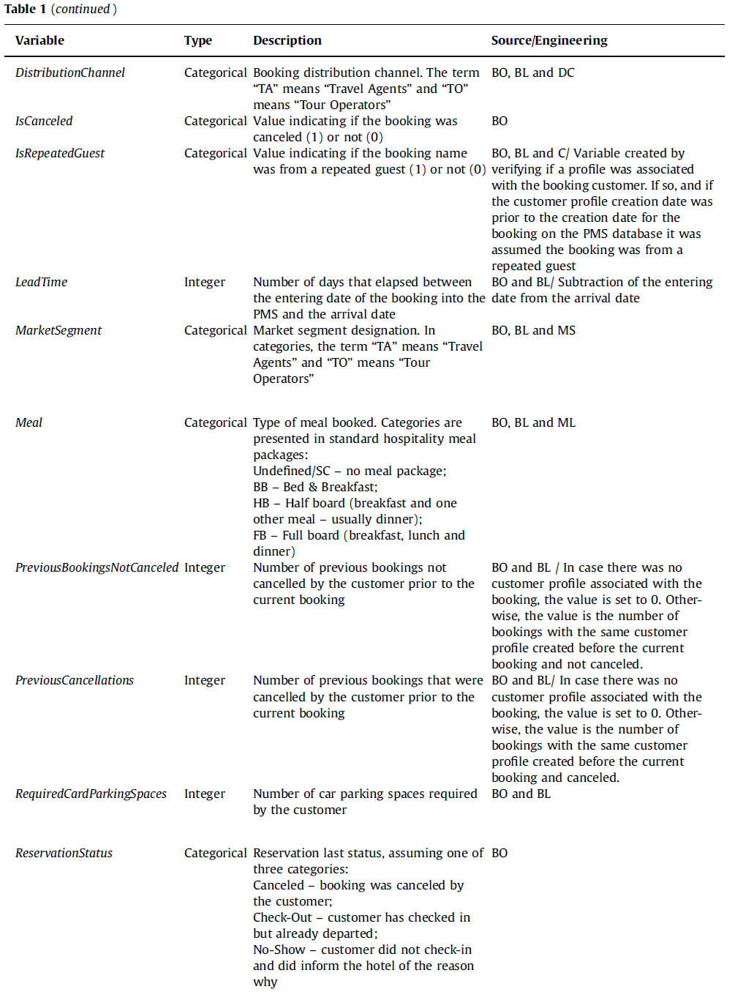 Table 1 (continued)
Variable Type Description Source/Engineering
DistributionChannel Categorical Booking distribution channel. The term BO, BL and DC
“TA” means “Travel Agents” and “TO”
means “Tour Operators”
IsCanceled Categorical Value indicating if the booking was BO
canceled (1) or not (0)
IsRepeatedGuest Categorical Value indicating if the booking name BO, BL and C/ Variable created by
was from a repeated guest (1) or not (0) verifying if a profile was associated
with the booking customer. If so, and if
the customer profile creation date was
prior to the creation date for the
booking on the PMS database it was
assumed the booking was from a
repeated guest
LeadTime Integer Number of days that elapsed between BO and BL/ Subtraction of the entering
the entering date of the booking into the date from the arrival date
PMS and the arrival date
MarketSegment Categorical Market segment designation. In BO, BL and MS
categories, the term “TA” means “Travel
Agents” and “TO” means “Tour
Operators”
Meal Categorical Type of meal booked. Categories are BO, BL and ML
presented in standard hospitality meal
packages:
Undefined/SC – no meal package;
BB – Bed & Breakfast;
HB – Half board (breakfast and one
other meal – usually dinner);
FB – Full board (breakfast, lunch and
dinner)
PreviousBookingsNotCanceled Integer Number of previous bookings not BO and BL / In case there was no
cancelled by the customer prior to the customer profile associated with the
current booking booking, the value is set to 0. Other-
wise, the value is the number of
bookings with the same customer
profile created before the current
booking and not canceled.
PreviousCancellations Integer Number of previous bookings that were BO and BL/ In case there was no
cancelled by the customer prior to the customer profile associated with the
current booking booking, the value is set to 0. Other-
wise, the value is the number of
bookings with the same customer
profile created before the current
booking and canceled.
RequiredCardParkingSpaces Integer Number of car parking spaces required BO and BL
by the customer
ReservationStatus Categorical Reservation last status, assuming one of BO
three categories:
Canceled – booking was canceled by
the customer;
Check-Out – customer has checked in
but already departed;
No-Show – customer did not check-in
and did inform the hotel of the reason
why